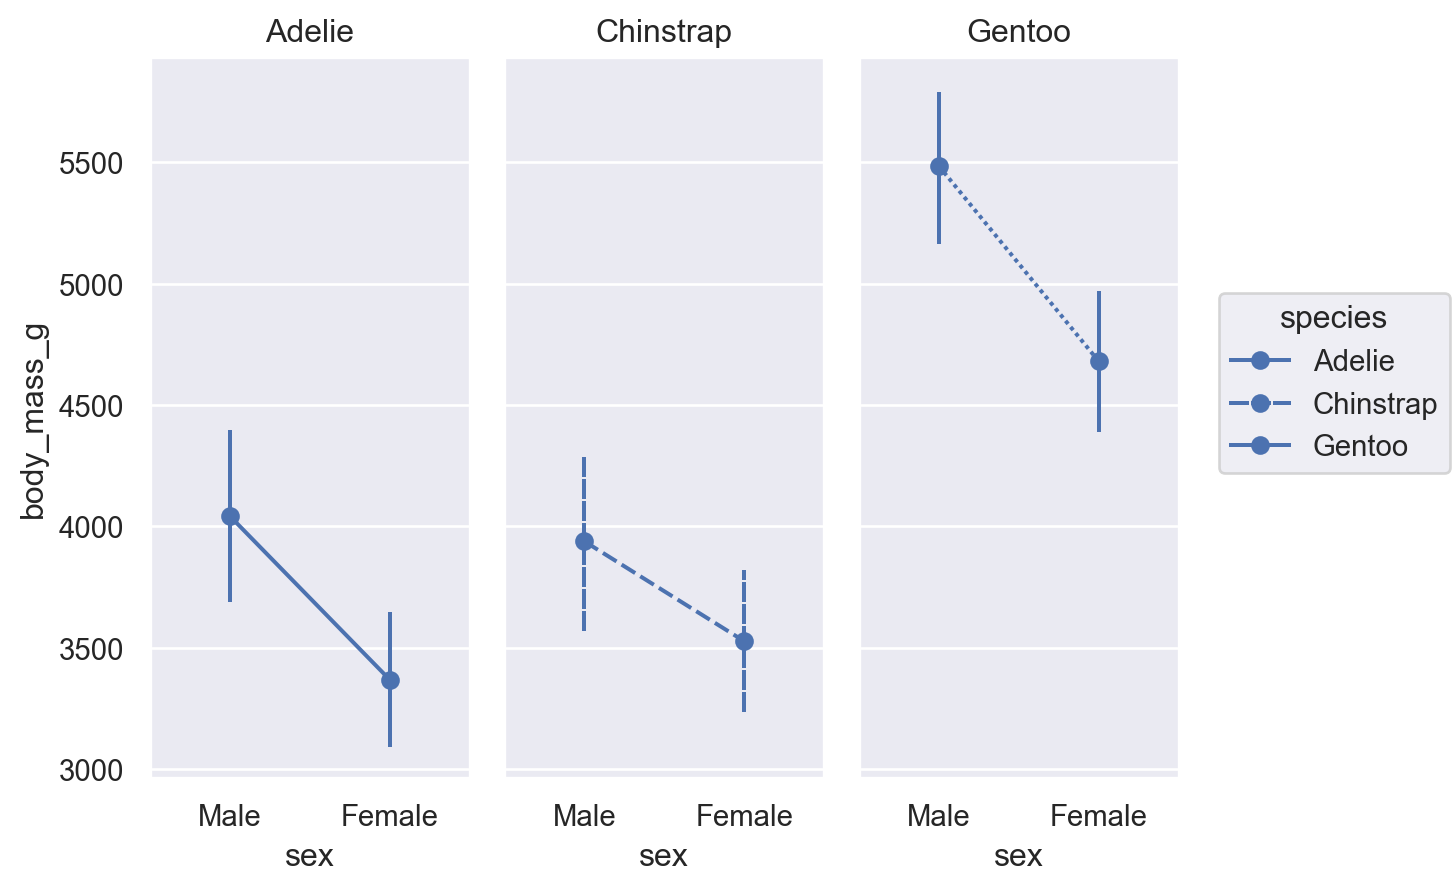 Adelie
Chinstrap
Gentoo
body_mass_g
5500
5000
4500
4000
3500
3000
Male
Female
sex
Male
Female
sex
Male
Female
sex
species
Adelie
Chinstrap
Gentoo